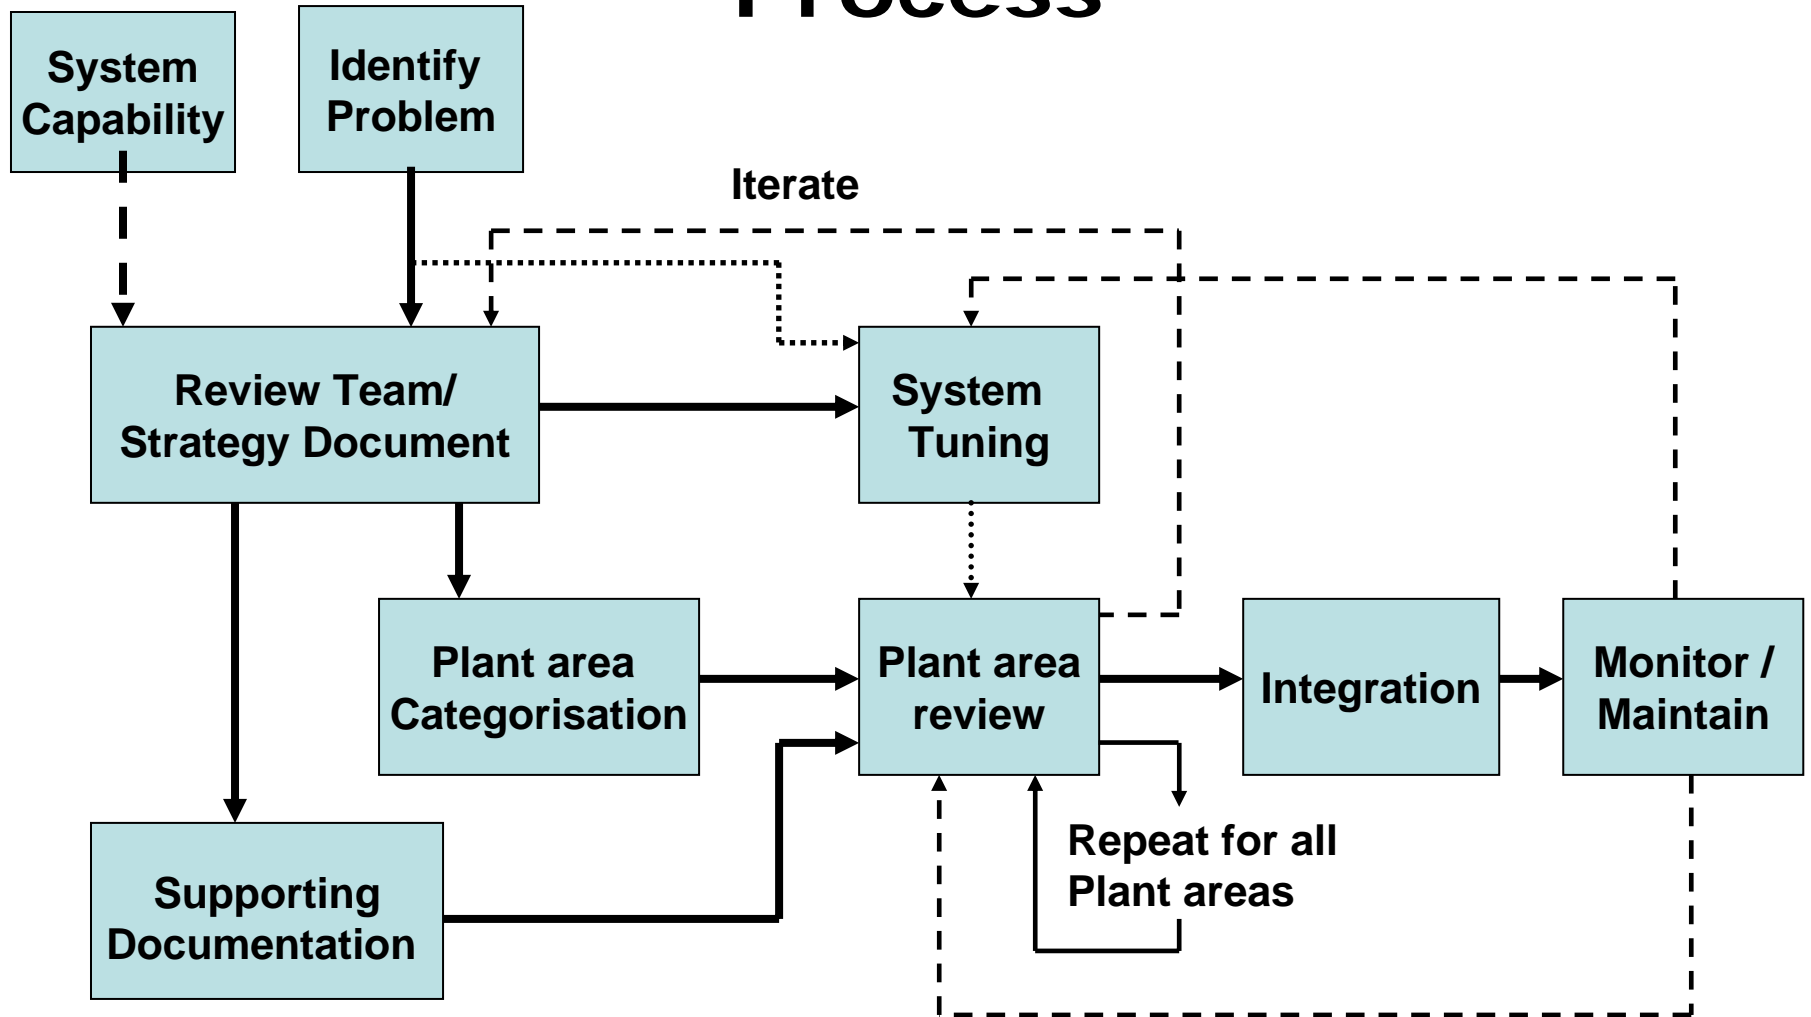 Process
System
Capability
Identify
Problem
Iterate
Review Team/
Strategy Document
System
Tuning
Plant area
Categorisation
Plant area
review
Integration
Monitor /
Maintain
Repeat for all
Plant areas
Supporting
Documentation